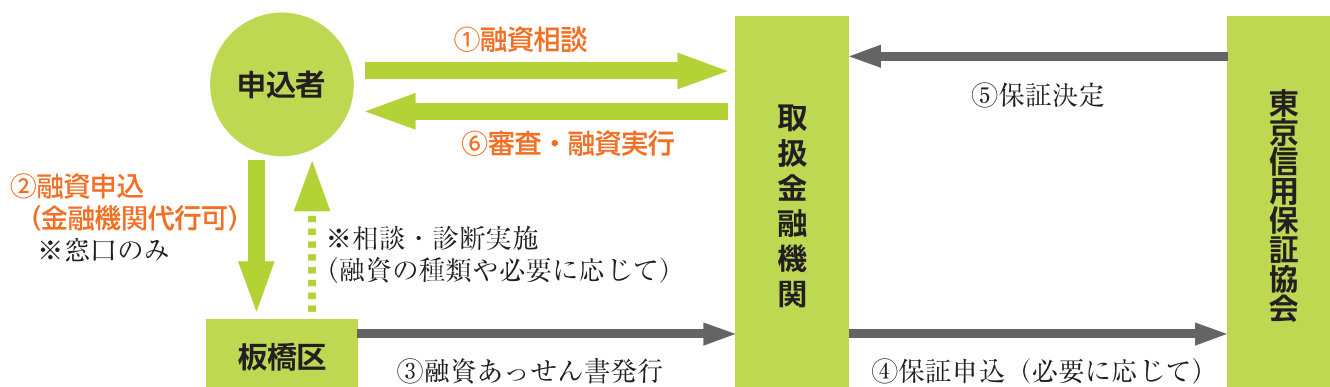 ①融資相談
申込者
⑤保証決定
⑥審査・融資実行
取扱金融機関
東京信用保証協会
②融資申込
（金融機関代行可）
※窓口のみ
※相談・診断実施
（融資の種類や必要に応じて）
板橋区
③融資あっせん書発行
④保証申込（必要に応じて）